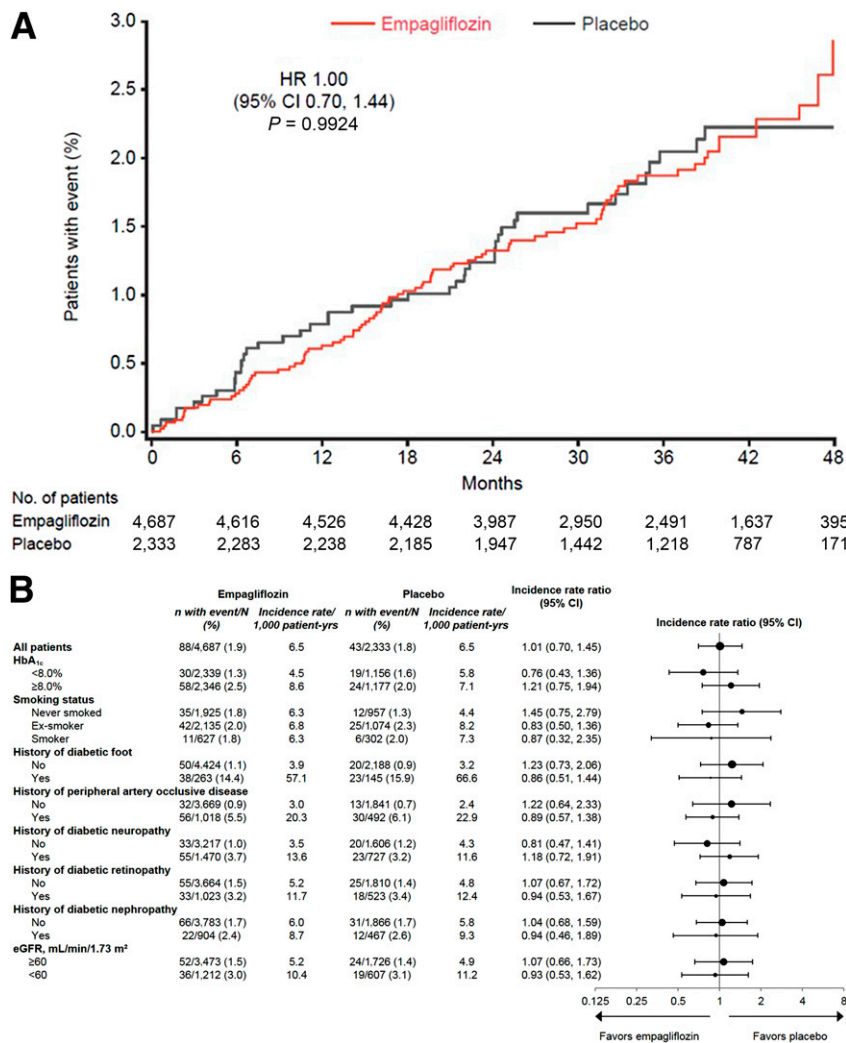 A
Empagliflozin Placebo
HR 1.00
(95% CI 0.70, 1.44)
P = 0.9924
Patients with event (%)
3.0
2.5
2.0
1.5
1.0
0.5
0.0
0 6 12 18 24 30 36 42 48
Months
No. of patients
Empagliflozin 4,687 4,616 4,526 4,428 3,987 2,950 2,491 1,637 395
Placebo 2,333 2,283 2,238 2,185 1,947 1,442 1,218 787 171
B
Empagliflozin Placebo Incidence rate ratio
(95% CI)
n with event/N Incidence rate/ n with event/N Incidence rate/
(%) 1,000 patient-yrs (%) 1,000 patient-yrs
Incidence rate ratio (95% CI)
All patients 88/4,687 (1.9) 6.5 43/2,333 (1.8) 6.5 1.01 (0.70, 1.45)
HbA1c
<8.0% 30/2,339 (1.3) 4.5 19/1,156 (1.6) 5.8 0.76 (0.43, 1.36)
≥8.0% 58/2,346 (2.5) 8.6 24/1,177 (2.0) 7.1 1.21 (0.75, 1.94)
Smoking status
Never smoked 35/1,925 (1.8) 6.3 12/957 (1.3) 4.4 1.45 (0.75, 2.79)
Ex-smoker 42/2,135 (2.0) 6.8 25/1,074 (2.3) 8.2 0.83 (0.50, 1.36)
Smoker 11/627 (1.8) 6.3 6/302 (2.0) 7.3 0.87 (0.32, 2.35)
History of diabetic foot
No 50/4,424 (1.1) 3.9 20/2,188 (0.9) 3.2 1.23 (0.73, 2.06)
Yes 38/263 (14.4) 57.1 23/145 (15.9) 66.6 0.86 (0.51, 1.44)
History of peripheral artery occlusive disease
No 32/3,669 (0.9) 3.0 13/1,841 (0.7) 2.4 1.22 (0.64, 2.33)
Yes 56/1,018 (5.5) 20.3 30/492 (6.1) 22.9 0.89 (0.57, 1.38)
History of diabetic neuropathy
No 33/3,217 (1.0) 3.5 20/1,606 (1.2) 4.3 0.81 (0.47, 1.41)
Yes 55/1,470 (3.7) 13.6 23/727 (3.2) 11.6 1.18 (0.72, 1.91)
History of diabetic retinopathy
No 55/3,664 (1.5) 5.2 25/1,810 (1.4) 4.8 1.07 (0.67, 1.72)
Yes 33/1,023 (3.2) 11.7 18/523 (3.4) 12.4 0.94 (0.53, 1.67)
History of diabetic nephropathy
No 66/3,783 (1.7) 6.0 31/1,866 (1.7) 5.8 1.04 (0.68, 1.59)
Yes 22/904 (2.4) 8.7 12/467 (2.6) 9.3 0.94 (0.46, 1.89)
eGFR, mL/min/1.73 m²
≥60 52/3,473 (1.5) 5.2 24/1,726 (1.4) 4.9 1.07 (0.66, 1.73)
<60 36/1,212 (3.0) 10.4 19/607 (3.1) 11.2 0.93 (0.53, 1.62)
0.125 0.25 0.5 1 2 4 8
Favors empagliflozin Favors placebo